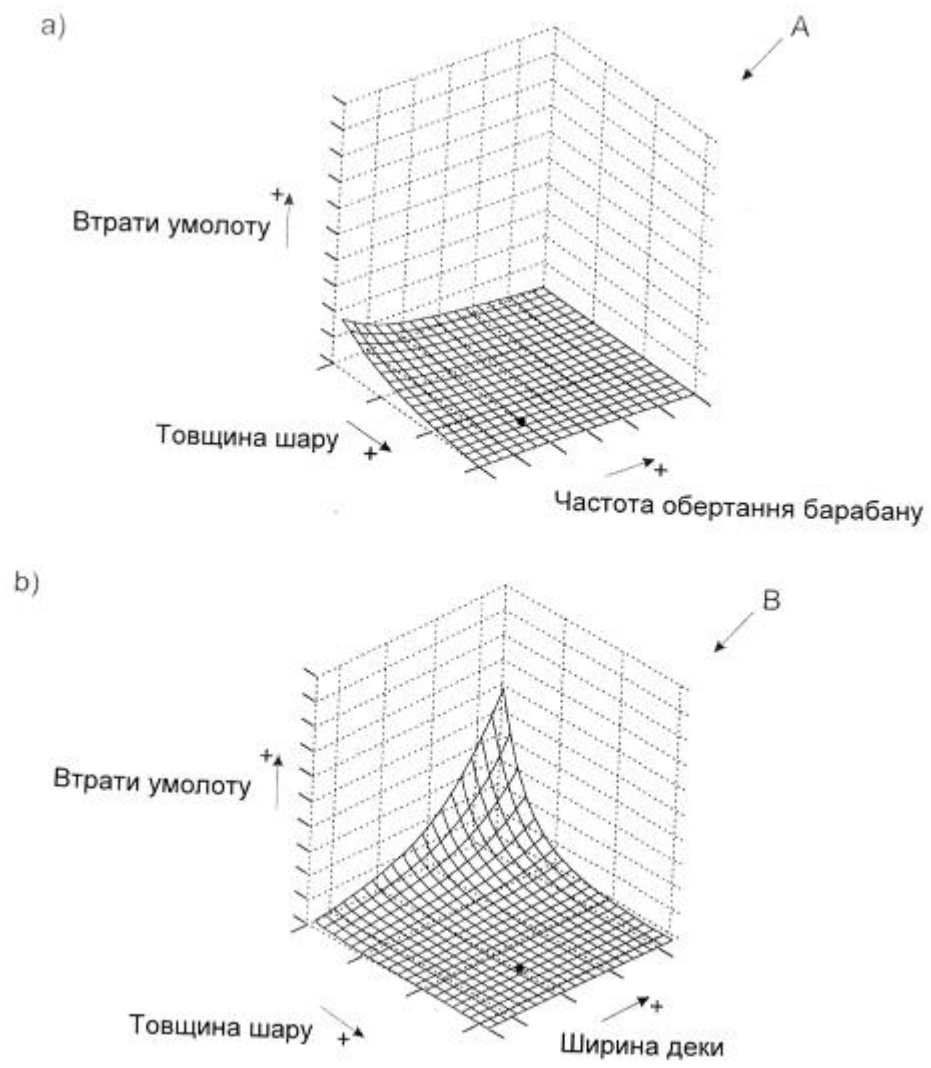 a)
A
+
Втрати умолоту
Товщина шару
+
+
Частота обертання барабану
b)
B
+
Втрати умолоту
Товщина шару
+
+
Ширина деки